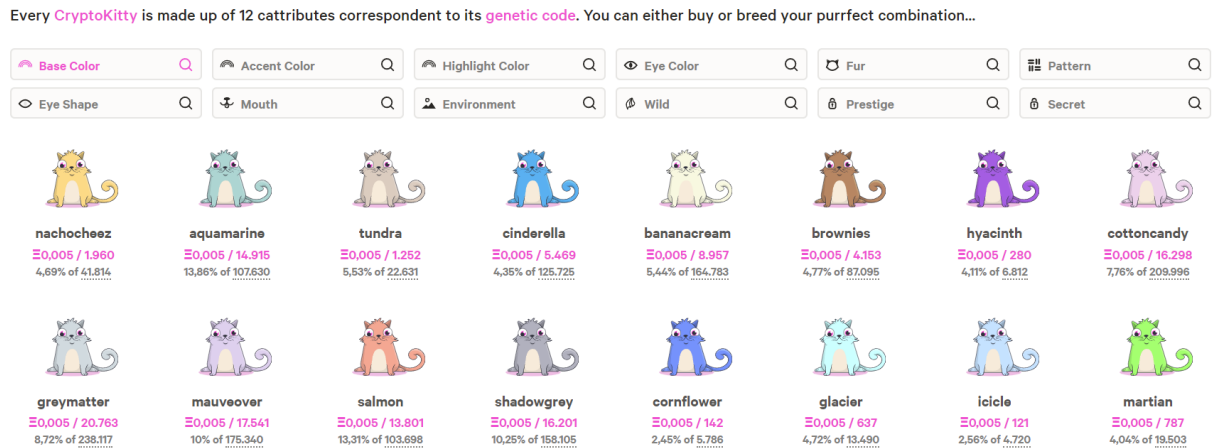 Every CryptoKitty is made up of 12 cattributes correspondent to its genetic code. You can either buy or breed your purrfect combination...
Base Color Accent Color Highlight Color Eye Color Fur Pattern
Eye Shape Mouth Environment Wild Prestige Secret
nachocheez aquamarine tundra cinderella bananacream brownies hyacinth cottoncandy
Ξ0,005 / 1.960 Ξ0,005 / 14.915 Ξ0,005 / 1.252 Ξ0,005 / 5.469 Ξ0,005 / 8.957 Ξ0,005 / 4.153 Ξ0,005 / 280 Ξ0,005 / 16.298
4,69% of 41.814 13,86% of 107.630 5,53% of 22.631 4,35% of 125.725 5,44% of 164.783 4,77% of 87.095 4,11% of 6.812 7,76% of 209.996
greymatter mauveover salmon shadowgrey cornflower glacier icicle martian
Ξ0,005 / 20.763 Ξ0,005 / 17.541 Ξ0,005 / 13.801 Ξ0,005 / 16.201 Ξ0,005 / 142 Ξ0,005 / 637 Ξ0,005 / 121 Ξ0,005 / 787
8,72% of 238.117 10% of 175.340 13,31% of 103.698 10,25% of 158.105 2,45% of 5.786 4,72% of 13.490 2,56% of 4.720 4,04% of 19.503